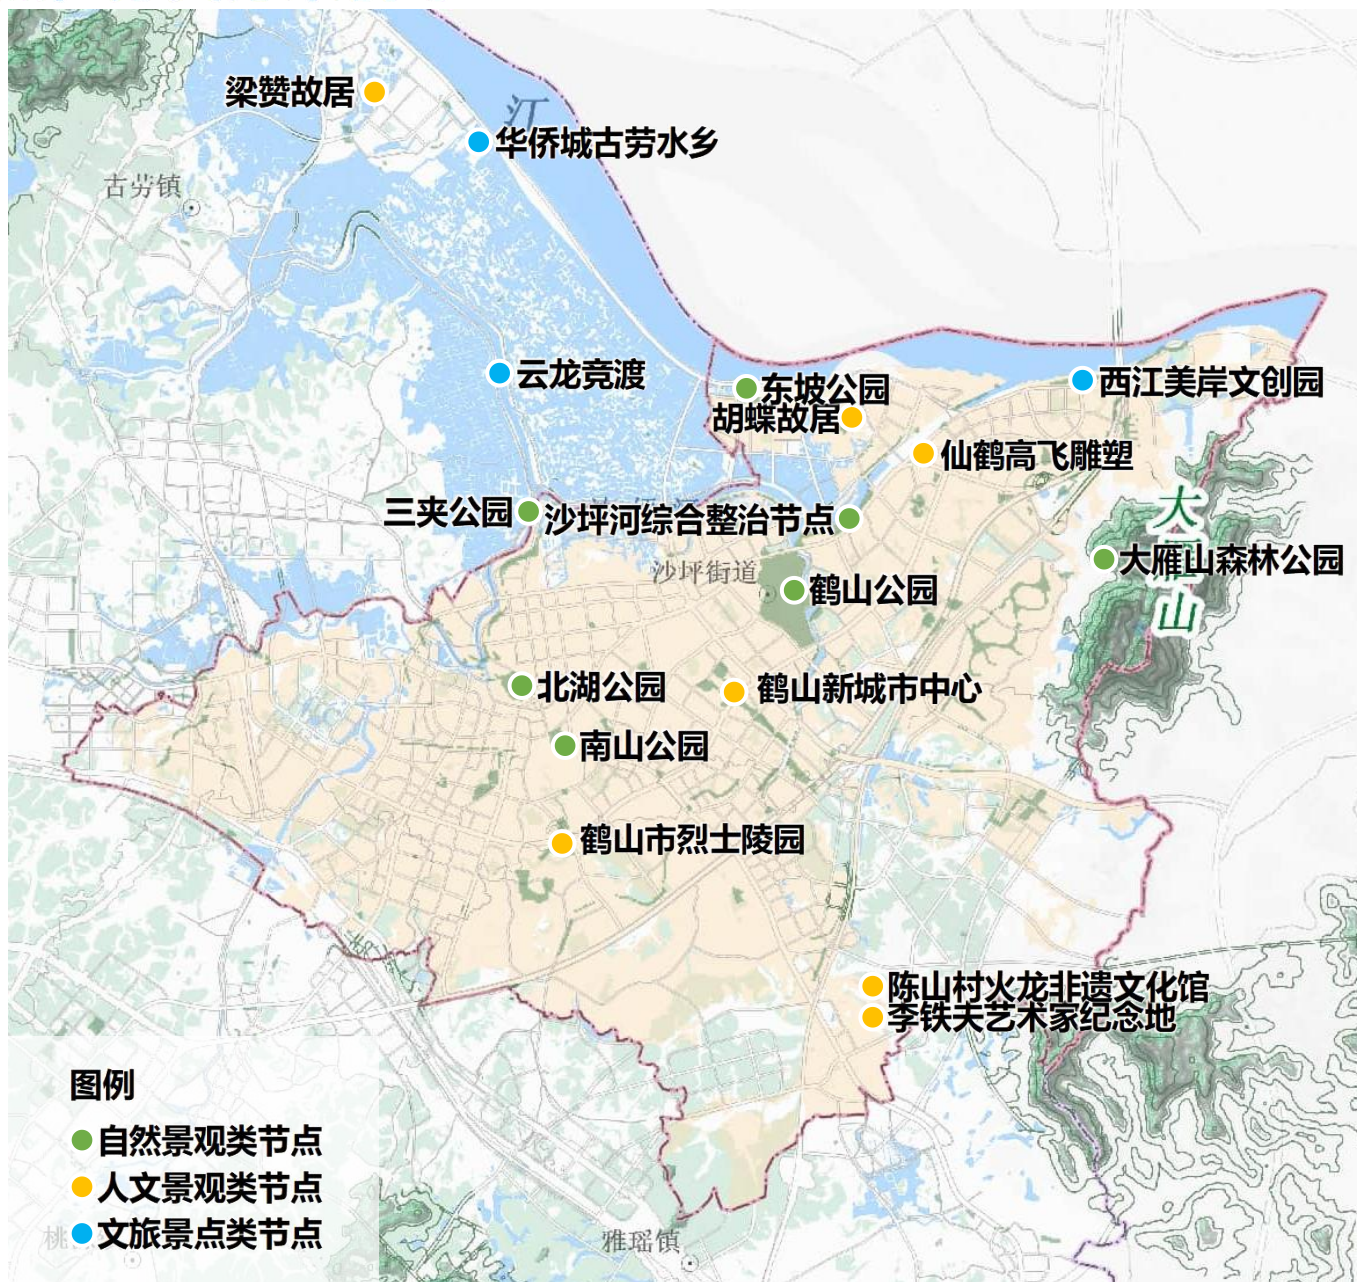 梁赞故居
江
华侨城古劳水乡
古劳镇
云龙竞渡
东坡公园
西江美岸文创园
胡蝶故居
仙鹤高飞雕塑
三夹公园
沙坪河综合整治节点
大雁山
大雁山森林公园
沙坪街道
鹤山公园
北湖公园
鹤山新城市中心
南山公园
鹤山市烈士陵园
陈山村火龙非遗文化馆
李铁夫艺术家纪念地
图例
自然景观类节点
人文景观类节点
文旅景点类节点
桃
雅瑶镇